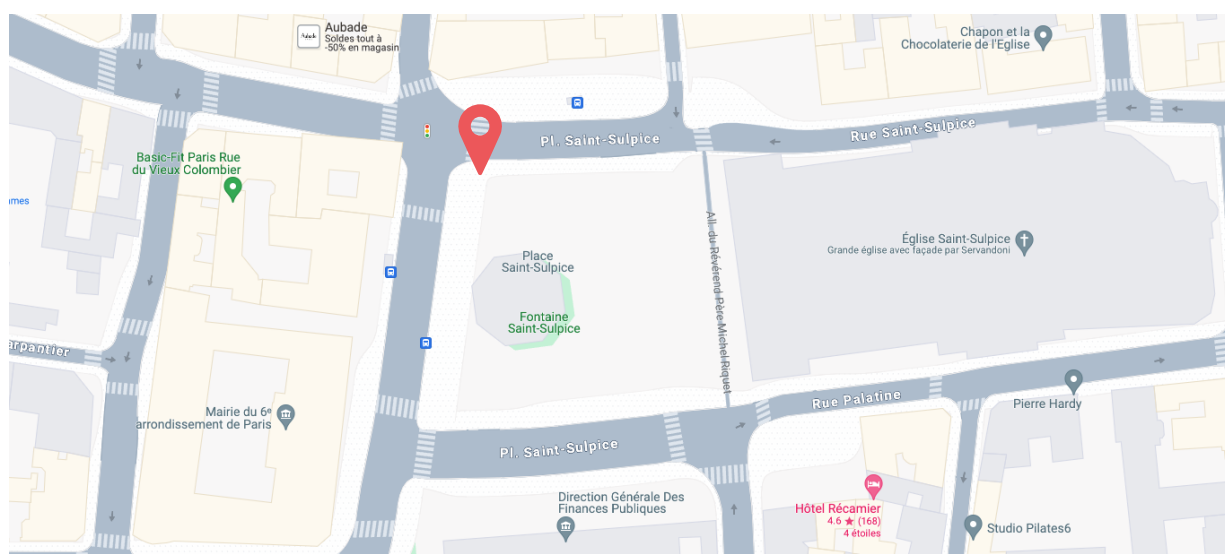 Aubade
Soldes tout à
-50% en magasin
Chapon et la
Chocolaterie de l'Eglise
Pl. Saint-Sulpice
Rue Saint-Sulpice
Basic-Fit Paris Rue
du Vieux Colombier
mes
All. du Révérend Père Michel Riquet
Église Saint-Sulpice
Grande église avec façade par Servandoni
Place
Saint-Sulpice
Fontaine
Saint-Sulpice
arpantier
Rue Palatine
Pierre Hardy
Mairie du 6e
arrondissement de Paris
Pl. Saint-Sulpice
Direction Générale Des
Finances Publiques
Hôtel Récamier
4.6 ★ (168)
4 étoiles
Studio Pilates6